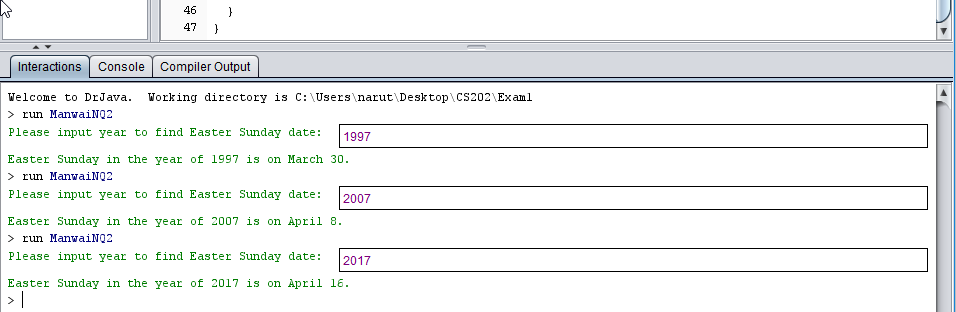 46 }
47 }
Interactions Console Compiler Output
Welcome to DrJava. Working directory is C:\Users\narut\Desktop\CS202\Exam1
> run ManwaiNQ2
Please input year to find Easter Sunday date: 1997
Easter Sunday in the year of 1997 is on March 30.
> run ManwaiNQ2
Please input year to find Easter Sunday date: 2007
Easter Sunday in the year of 2007 is on April 8.
> run ManwaiNQ2
Please input year to find Easter Sunday date: 2017
Easter Sunday in the year of 2017 is on April 16.
>